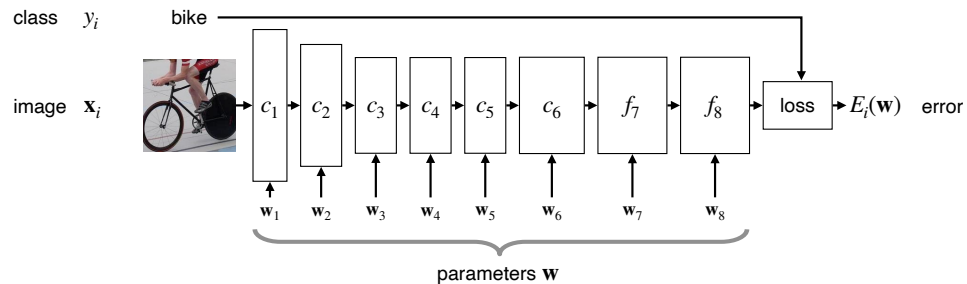 class y_i bike
image x_i c_1 c_2 c_3 c_4 c_5 c_6 f_7 f_8 loss E_i(w) error
w_1 w_2 w_3 w_4 w_5 w_6 w_7 w_8
parameters w